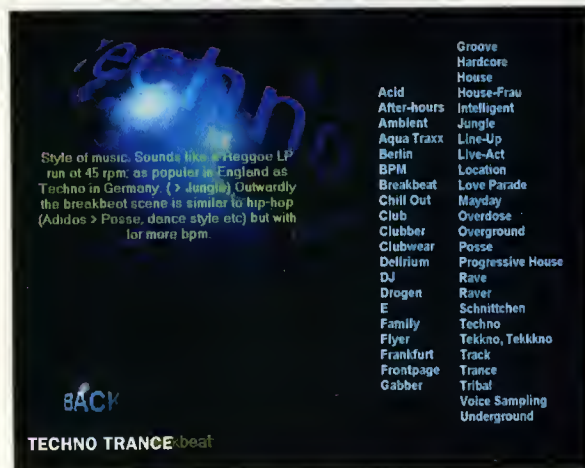 Techno
Style of music. Sounds like a Reggae LP
run at 45 rpm; as popular in England as
Techno in Germany. ( > Jungle) Outwardly
the breakbeat scene is similar to hip-hop
(Adidas > Posse, dance style etc) but with
far more bpm.
BACK
TECHNO TRANCE
Acid
After-hours
Ambient
Aqua Traxx
Berlin
BPM
Breakbeat
Chill Out
Club
Clubber
Clubwear
Delirium
DJ
Drogen
E
Family
Flyer
Frankfurt
Frontpage
Gabber
Groove
Hardcore
House
House-Frau
Intelligent
Jungle
Line-Up
Live-Act
Location
Love Parade
Mayday
Overdose
Overground
Posse
Progressive House
Rave
Raver
Schnittchen
Techno
Tekkno, Tekkkno
Track
Trance
Tribal
Voice Sampling
Underground